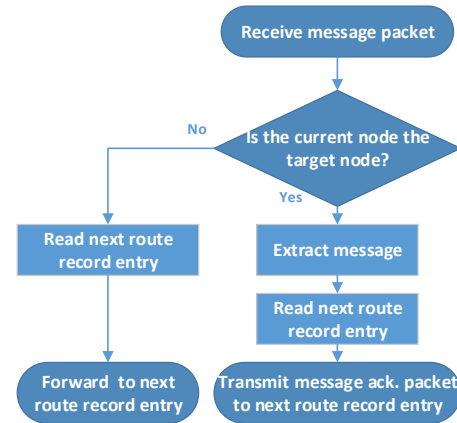 Receive message packet
Is the current node the
target node?
No
Yes
Read next route
record entry
Extract message
Read next route
record entry
Forward to next
route record entry
Transmit message ack. packet
to next route record entry